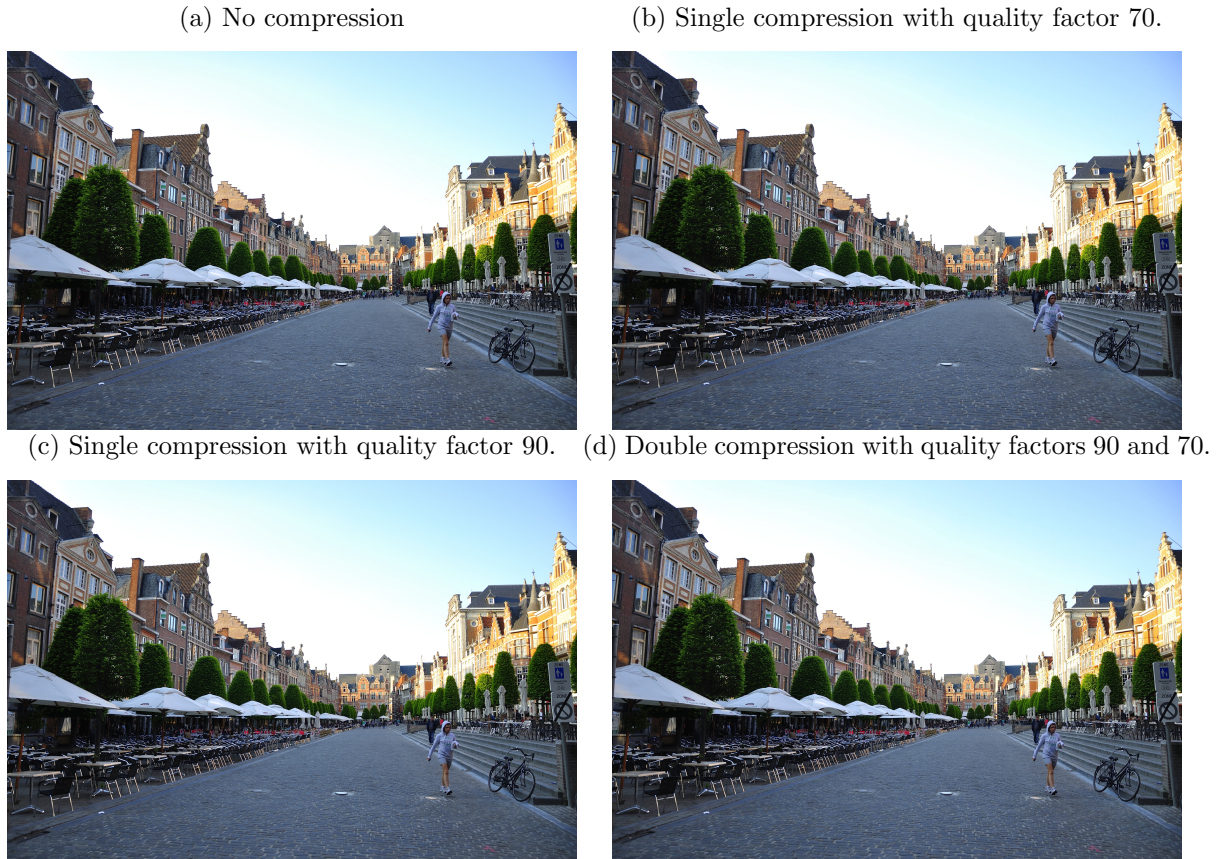 (a) No compression
(b) Single compression with quality factor 70.
(c) Single compression with quality factor 90.
(d) Double compression with quality factors 90 and 70.